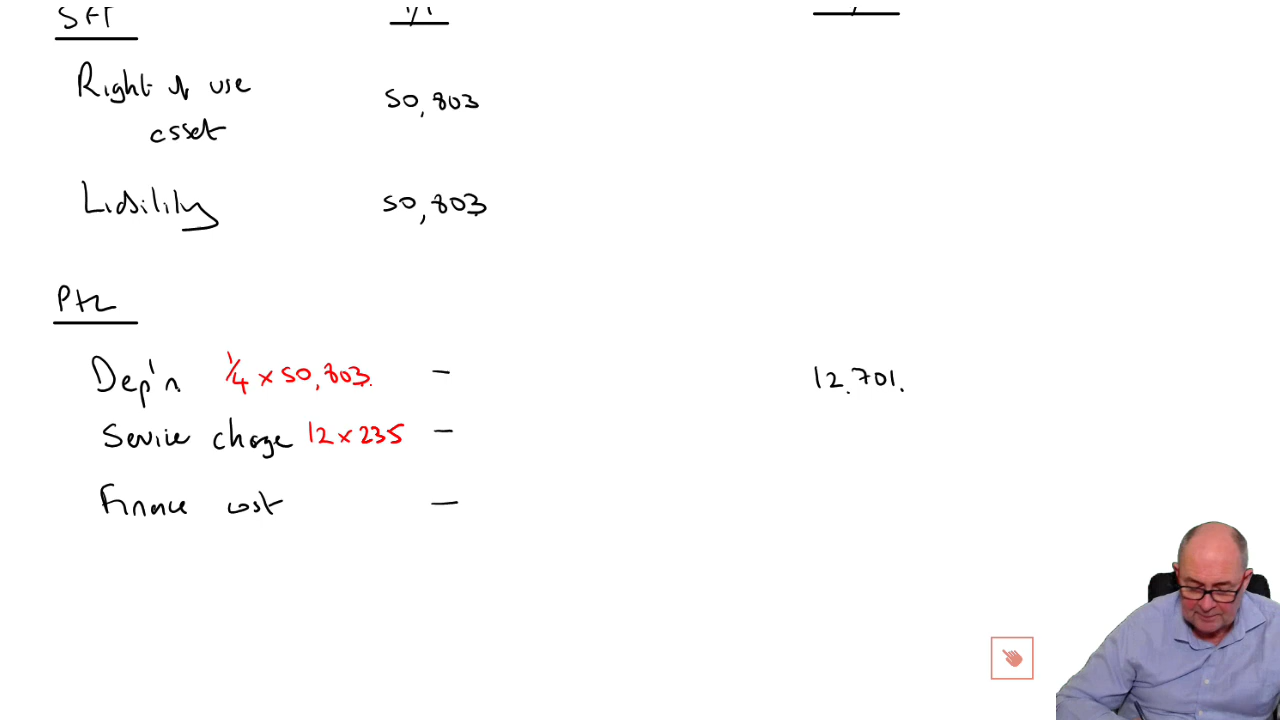 Right of use
asset
50,803
Liability 50,803
P+L
Dep'n 1/4 x 50,803. - 12,701.
Service charge 12 x 235 -
Finance cost -